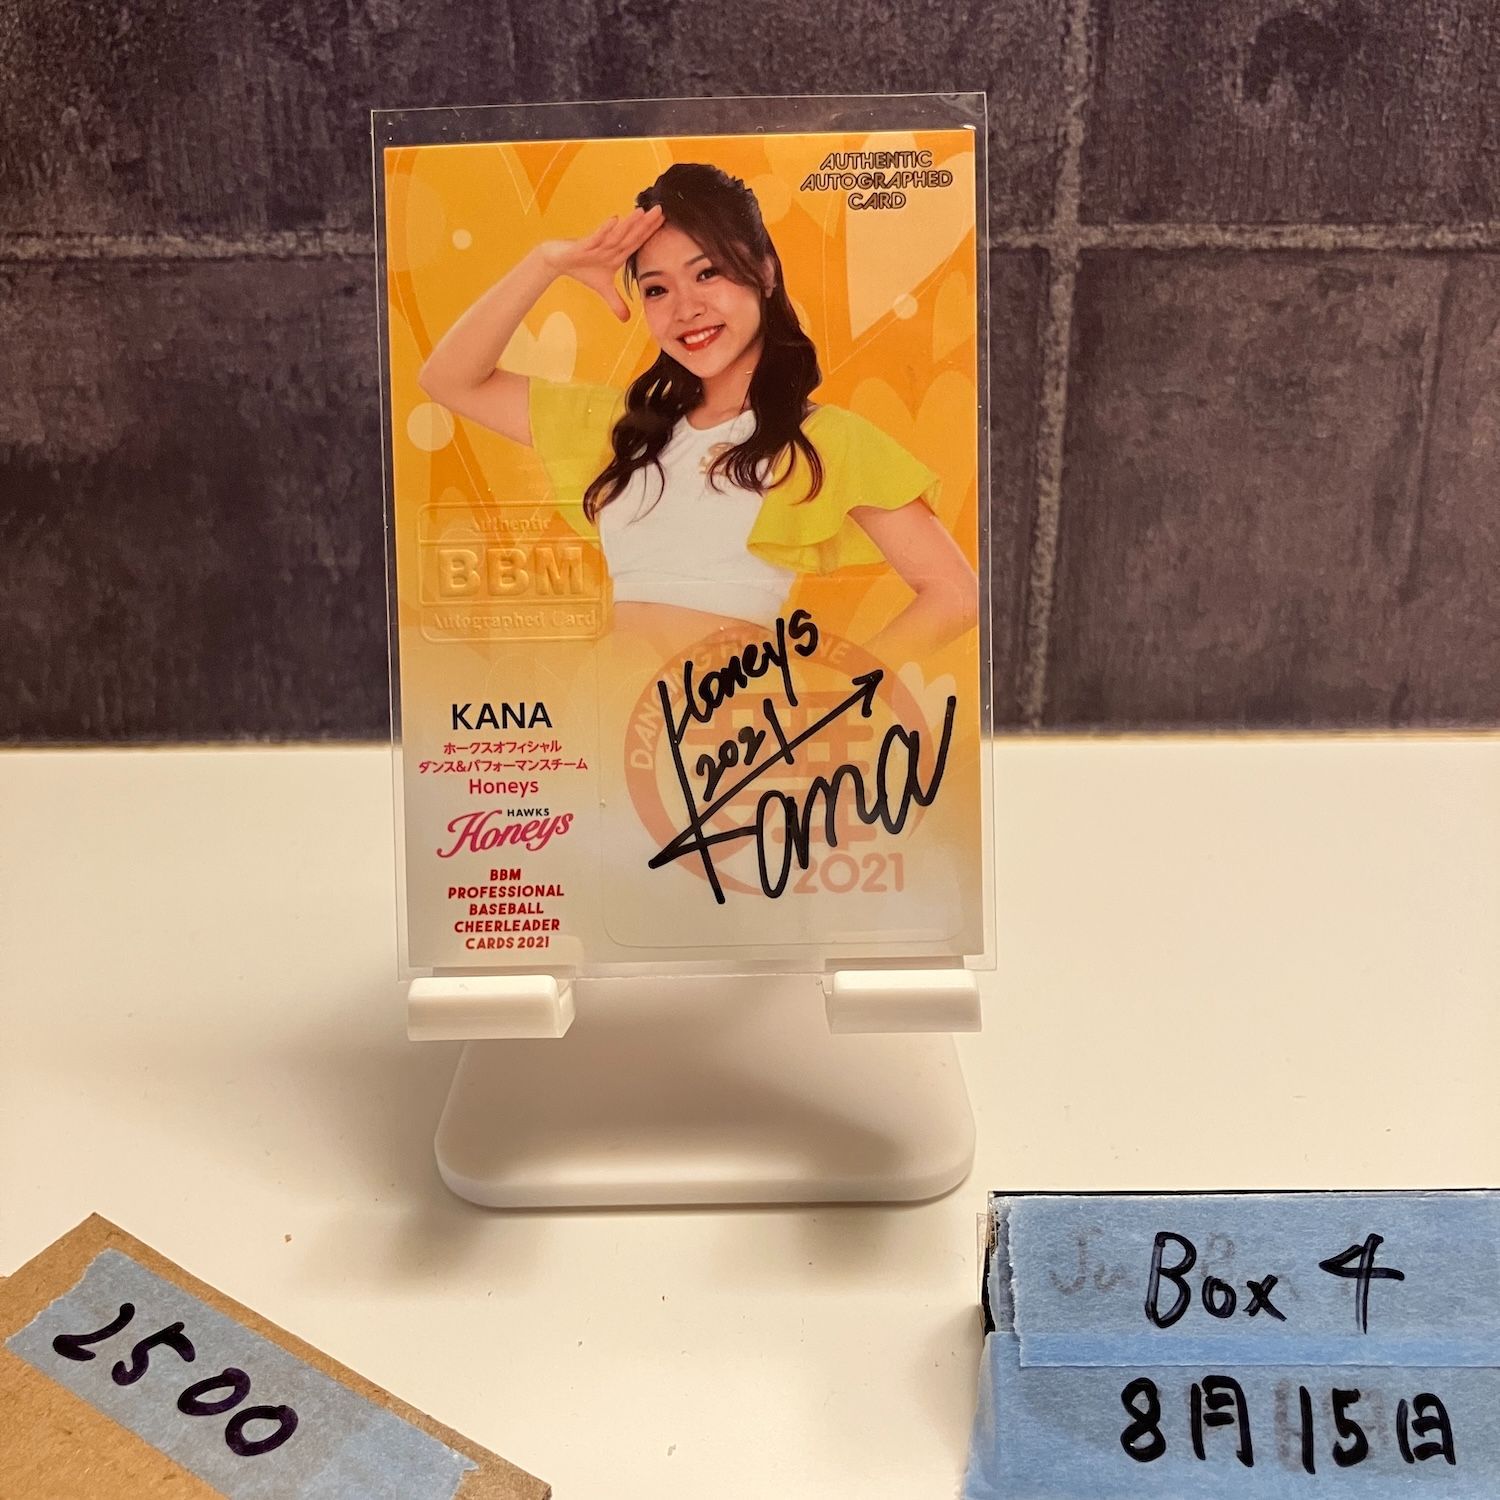 AUTHENTIC
AUTOGRAPHED
CARD
Authentic
BBM
Autographed Card
KANA
ホークスオフィシャル
ダンス&パフォーマンスチーム
Honeys
HAWKS
Honeys
BBM
PROFESSIONAL
BASEBALL
CHEERLEADER
CARDS 2021
Honeys
2021
Kana
DANCING
舞
2021
2500
Box 4
8月15日